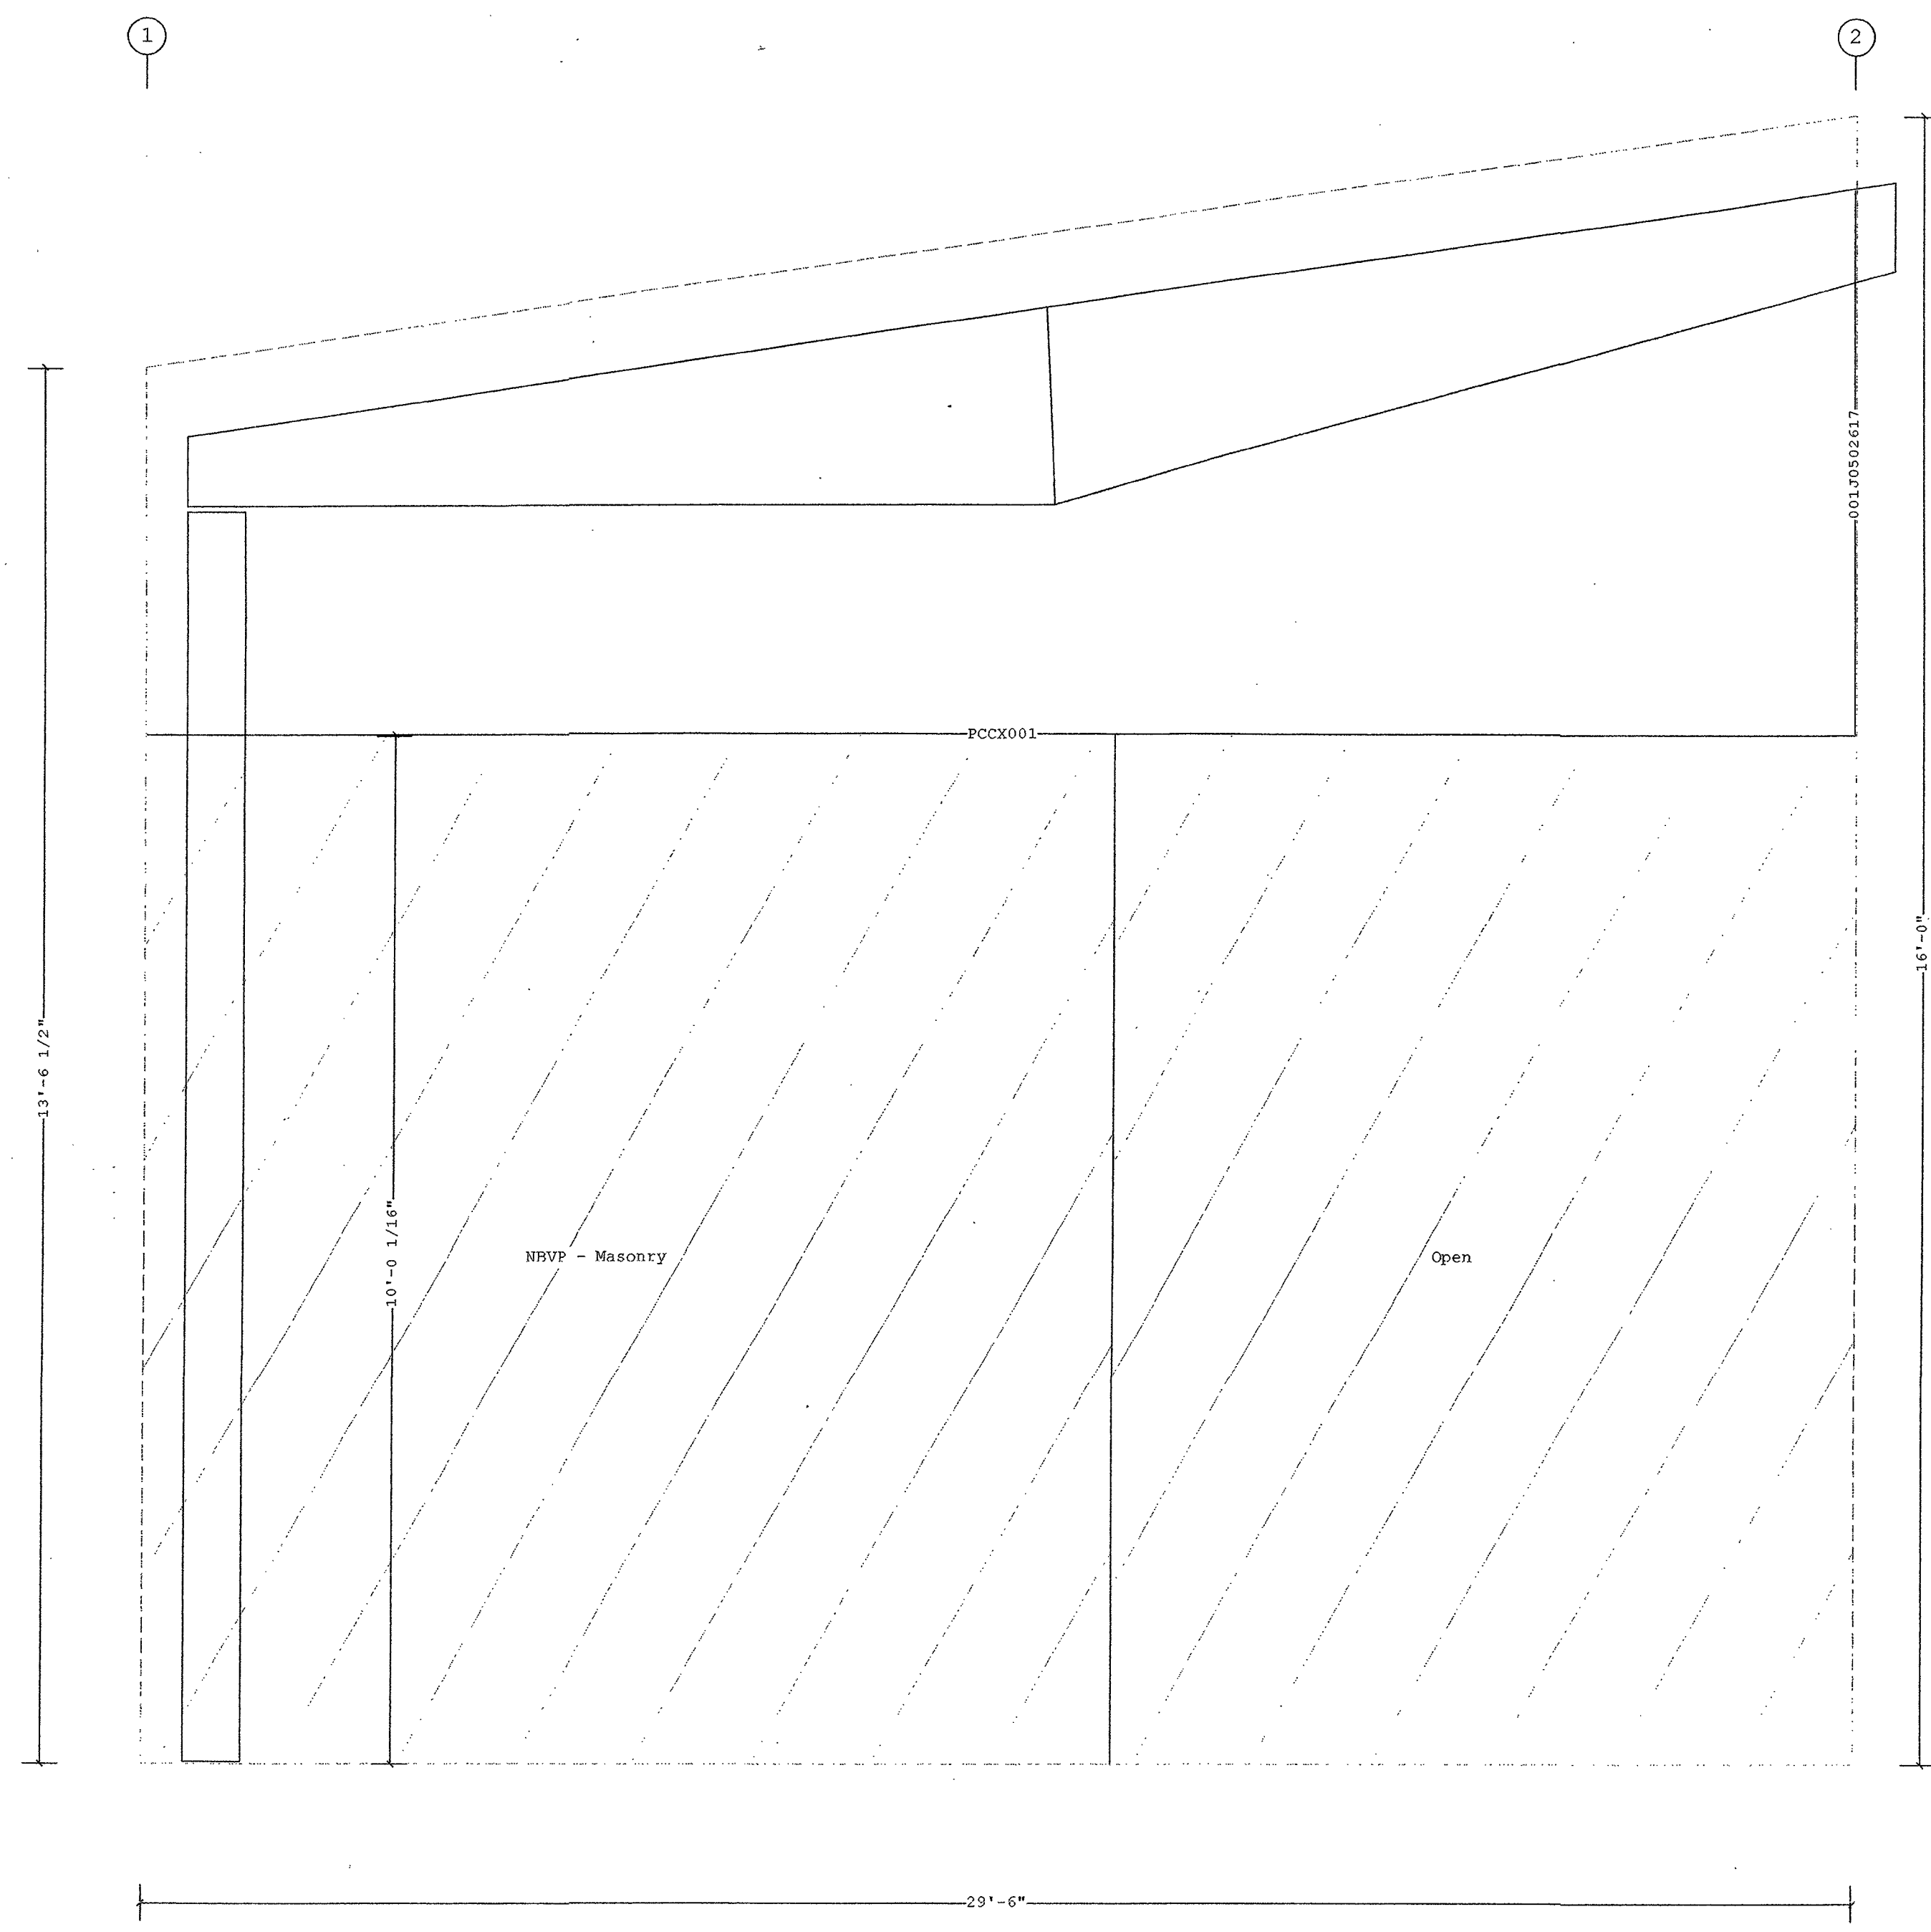 1
2
001J0502617
PCCX001
13'-6 1/2"
16'-0"
10'-0 1/16"
NBVP - Masonry
Open
29'-6"